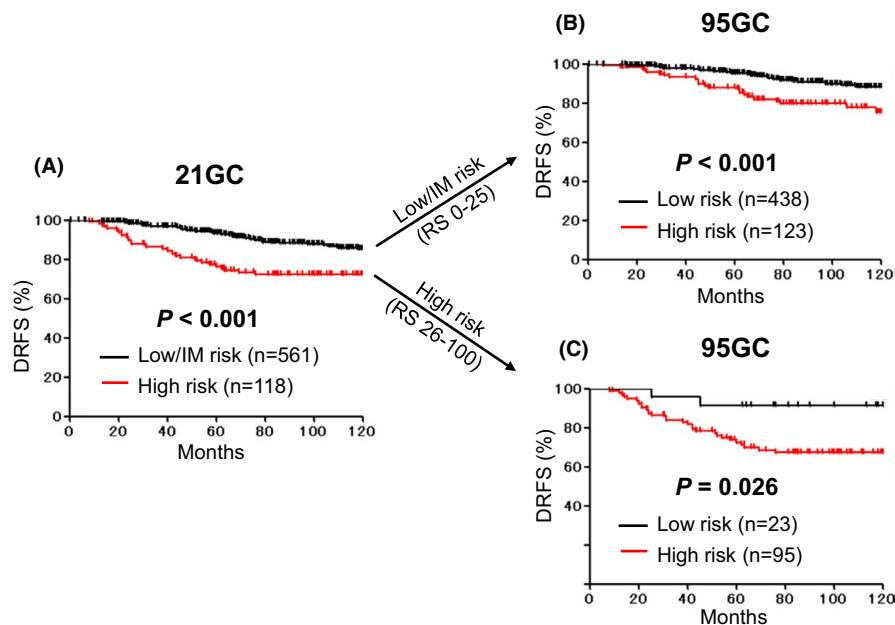 (A)
21GC
DRFS (%)
100
80
60
40
20
0
P < 0.001
Low/IM risk (n=561)
High risk (n=118)
0 20 40 60 80 100 120
Months
Low/IM risk
(RS 0-25)
High risk
(RS 26-100)
(B)
95GC
DRFS (%)
100
80
60
40
20
0
P < 0.001
Low risk (n=438)
High risk (n=123)
0 20 40 60 80 100 120
Months
(C)
95GC
DRFS (%)
100
80
60
40
20
P = 0.026
Low risk (n=23)
High risk (n=95)
0 20 40 60 80 100 120
Months